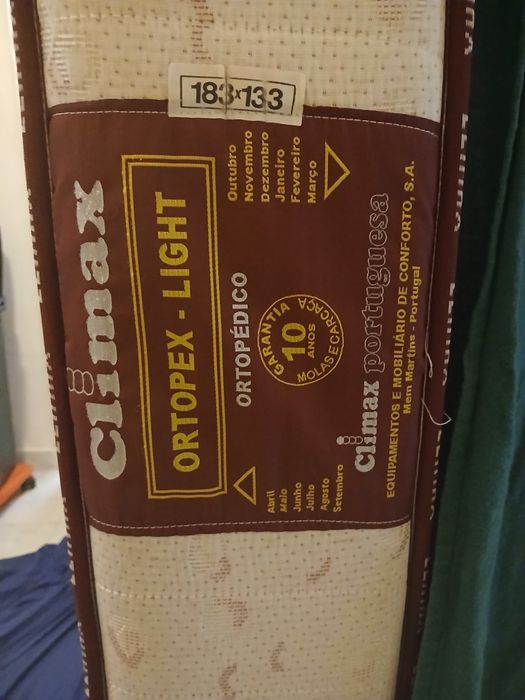 183x133
Climax
ORTOPEX - LIGHT
ORTOPÉDICO
Outubro
Novembro
Dezembro
Janeiro
Fevereiro
Março
GARANTIA
10
ANOS
MOLAS E CARCAÇA
Abril
Maio
Junho
Julho
Agosto
Setembro
Climax portuguesa
EQUIPAMENTOS E MOBILIÁRIO DE CONFORTO, S.A.
Mem Martins - Portugal